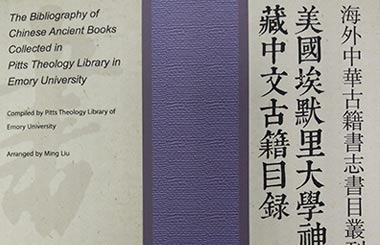 The Bibliography of
Chinese Ancient Books
Collected in
Pitts Theology Library in
Emory University
Compiled by Pitts Theology Library of
Emory University
Arranged by Ming Liu
海外中華古籍書志書目叢刊
美國埃默里大學神
藏中文古籍目録